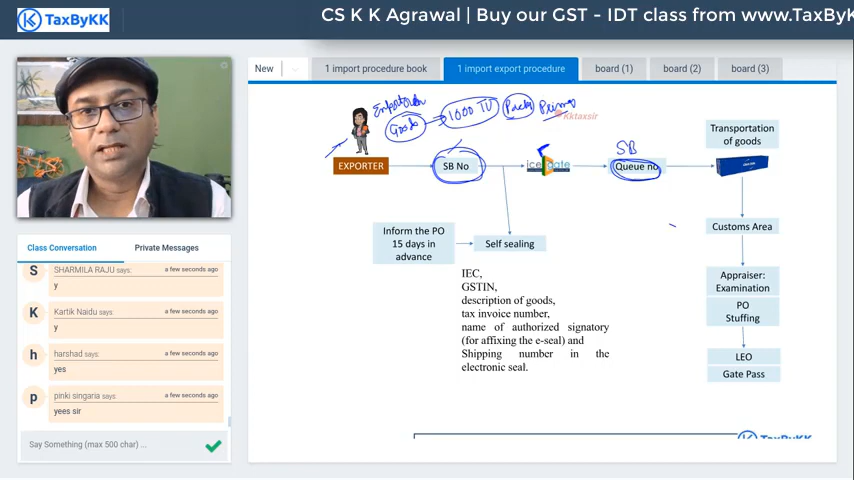 TaxByKK
CS K K Agrawal | Buy our GST - IDT class from www.TaxByK
New
1 import procedure book
1 import export procedure
board (1)
board (2)
board (3)
Goods
1000 TV
Packs
Kktaxsir
EXPORTER
SB No
icegate
SB
Queue no
Transportation
of goods
Inform the PO
15 days in
advance
Self sealing
Customs Area
IEC,
GSTIN,
description of goods,
tax invoice number,
name of authorized signatory
(for affixing the e-seal) and
Shipping number in the
electronic seal.
Appraiser:
Examination
PO
Stuffing
LEO
Gate Pass
Class Conversation
Private Messages
S
SHARMILA RAJU says:
a few seconds ago
y
K
Kartik Naidu says:
a few seconds ago
y
h
harshad says:
a few seconds ago
yes
p
pinki singaria says:
a few seconds ago
yees sir
Say Something (max 500 char) ...
TaxByKK